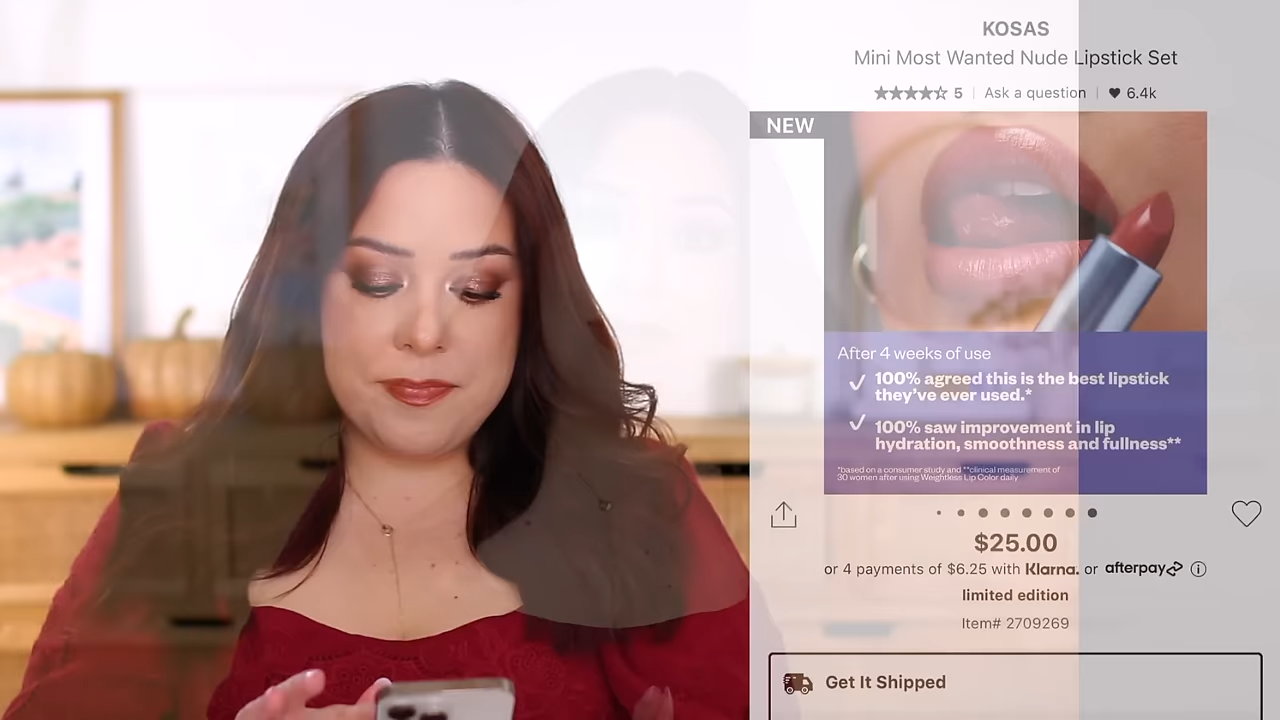 KOSAS
Mini Most Wanted Nude Lipstick Set
5 | Ask a question | 6.4k
NEW
After 4 weeks of use
100% agreed this is the best lipstick
they've ever used.*
100% saw improvement in lip
hydration, smoothness and fullness**
*based on a consumer study and **clinical measurement of
30 women after using Weightless Lip Color daily
$25.00
or 4 payments of $6.25 with Klarna. or afterpay
limited edition
Item# 2709269
Get It Shipped